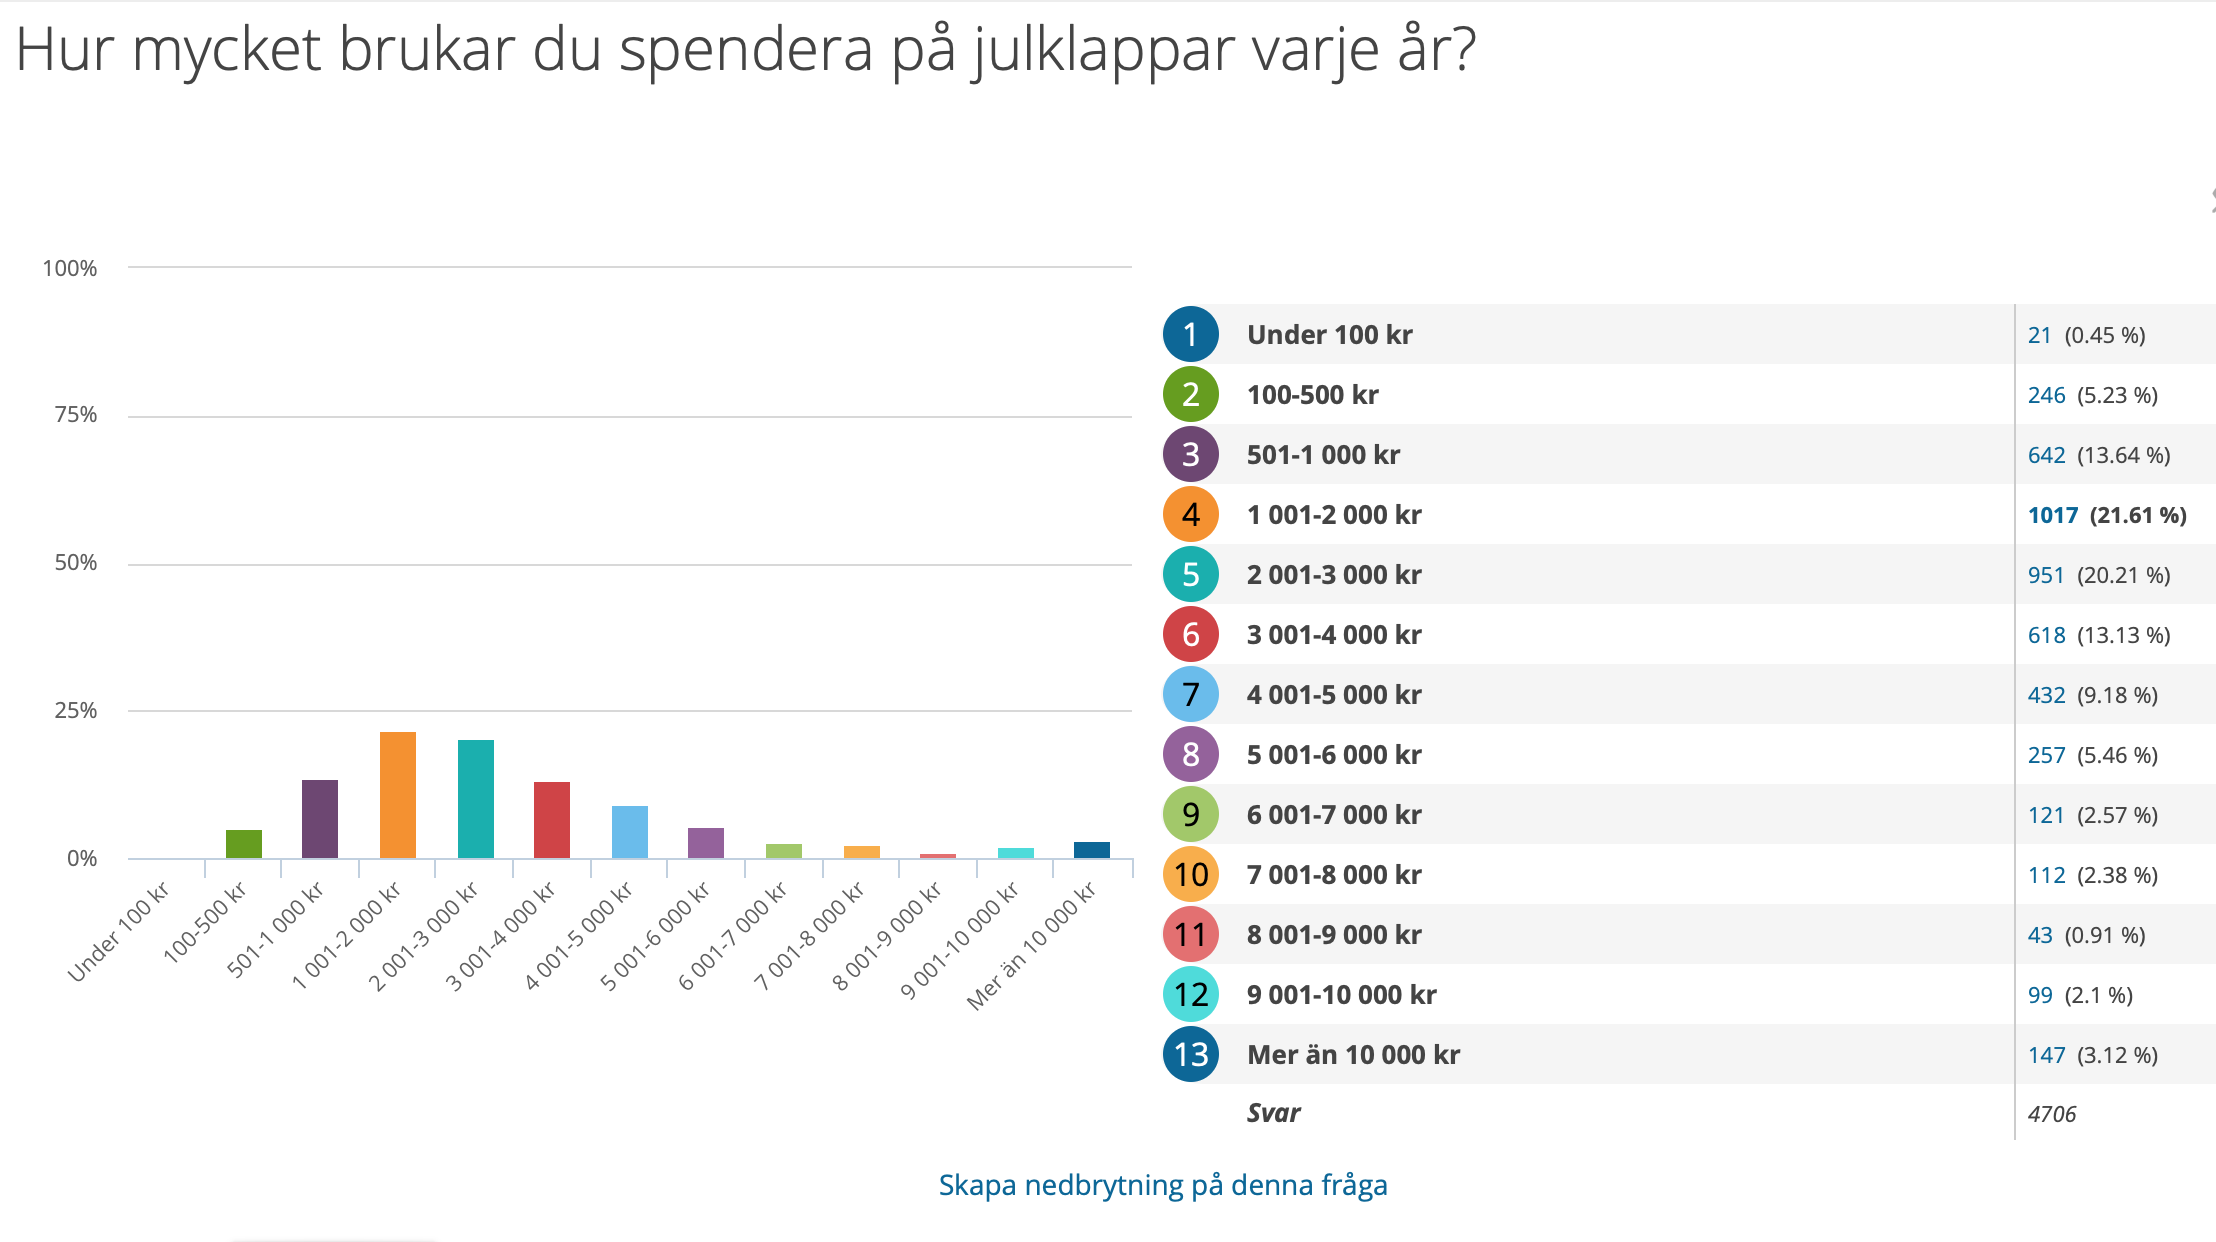 Hur mycket brukar du spendera på julklappar varje år?
100%
75%
50%
25%
0%
Under 100 kr
100-500 kr
501-1 000 kr
1 001-2 000 kr
2 001-3 000 kr
3 001-4 000 kr
4 001-5 000 kr
5 001-6 000 kr
6 001-7 000 kr
7 001-8 000 kr
8 001-9 000 kr
9 001-10 000 kr
Mer än 10 000 kr
1 Under 100 kr 21 (0.45 %)
2 100-500 kr 246 (5.23 %)
3 501-1 000 kr 642 (13.64 %)
4 1 001-2 000 kr 1017 (21.61 %)
5 2 001-3 000 kr 951 (20.21 %)
6 3 001-4 000 kr 618 (13.13 %)
7 4 001-5 000 kr 432 (9.18 %)
8 5 001-6 000 kr 257 (5.46 %)
9 6 001-7 000 kr 121 (2.57 %)
10 7 001-8 000 kr 112 (2.38 %)
11 8 001-9 000 kr 43 (0.91 %)
12 9 001-10 000 kr 99 (2.1 %)
13 Mer än 10 000 kr 147 (3.12 %)
Svar 4706
Skapa nedbrytning på denna fråga